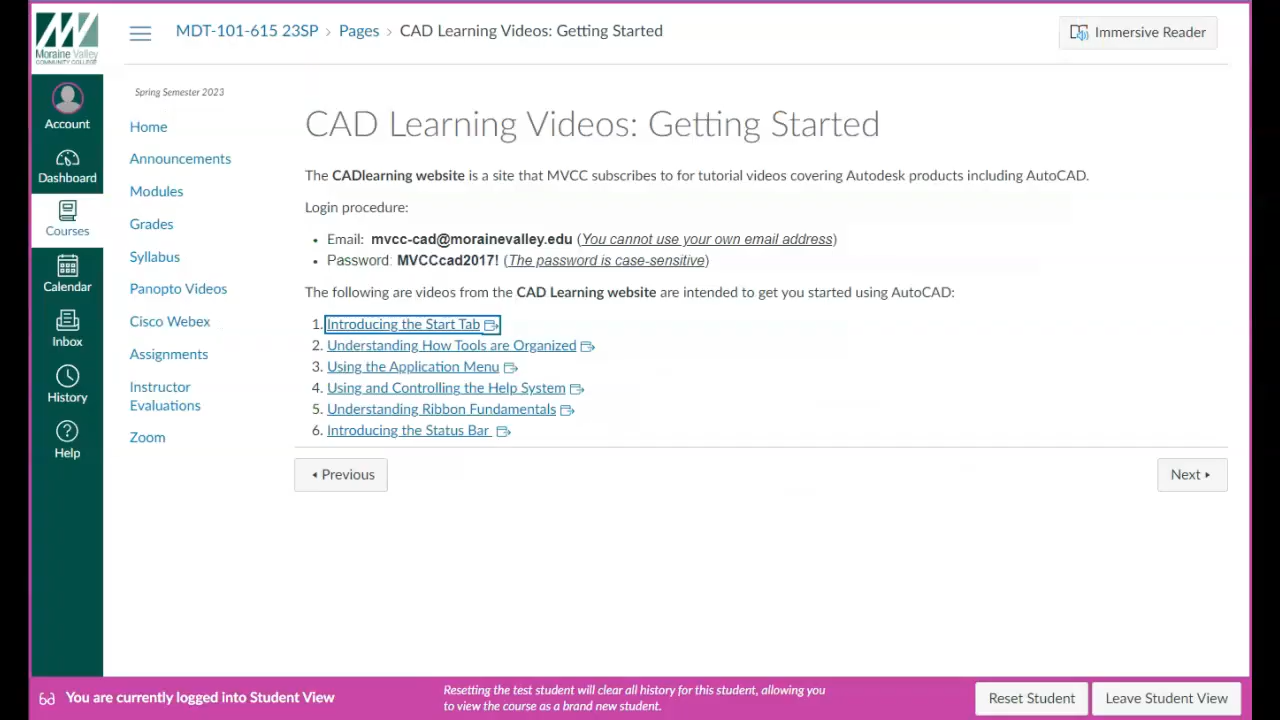 Moraine Valley
COMMUNITY COLLEGE
MDT-101-615 23SP › Pages › CAD Learning Videos: Getting Started
Immersive Reader
Account
Dashboard
Courses
Calendar
Inbox
History
Help
Spring Semester 2023
Home
Announcements
Modules
Grades
Syllabus
Panopto Videos
Cisco Webex
Assignments
Instructor
Evaluations
Zoom
CAD Learning Videos: Getting Started
The CADlearning website is a site that MVCC subscribes to for tutorial videos covering Autodesk products including AutoCAD.
Login procedure:
• Email: mvcc-cad@morainevalley.edu (You cannot use your own email address)
• Password: MVCCcad2017! (The password is case-sensitive)
The following are videos from the CAD Learning website are intended to get you started using AutoCAD:
1. Introducing the Start Tab
2. Understanding How Tools are Organized
3. Using the Application Menu
4. Using and Controlling the Help System
5. Understanding Ribbon Fundamentals
6. Introducing the Status Bar
Previous
Next
You are currently logged into Student View
Resetting the test student will clear all history for this student, allowing you
to view the course as a brand new student.
Reset Student
Leave Student View